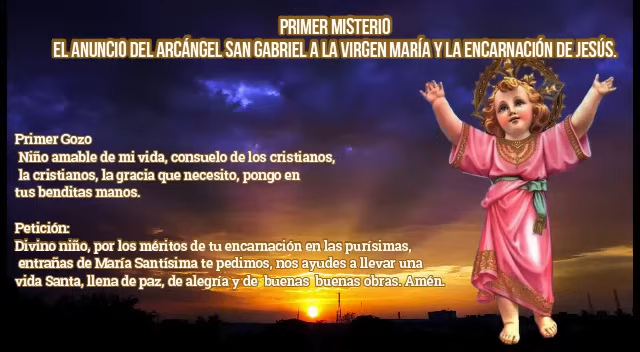 PRIMER MISTERIO
EL ANUNCIO DEL ARCÁNGEL SAN GABRIEL A LA VIRGEN MARÍA Y LA ENCARNACIÓN DE JESÚS.
Primer Gozo
Niño amable de mi vida, consuelo de los cristianos,
la cristianos, la gracia que necesito, pongo en
tus benditas manos.
Petición:
Divino niño, por los méritos de tu encarnación en las purísimas,
entrañas de María Santísima te pedimos, nos ayudes a llevar una
vida Santa, llena de paz, de alegría y de buenas buenas obras. Amén.